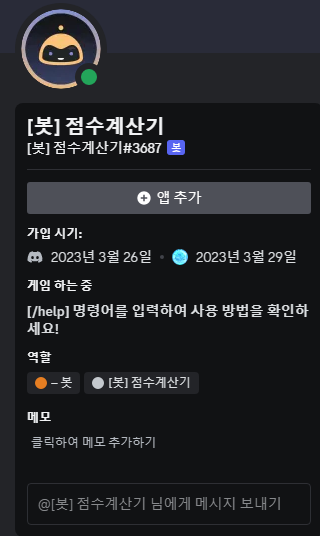 [봇] 점수계산기
[봇] 점수계산기#3687 봇
앱 추가
가입 시기:
2023년 3월 26일 • 2023년 3월 29일
게임 하는 중
[/help] 명령어를 입력하여 사용 방법을 확인하
세요!
역할
– 봇 [봇] 점수계산기
메모
클릭하여 메모 추가하기
@[봇] 점수계산기 님에게 메시지 보내기